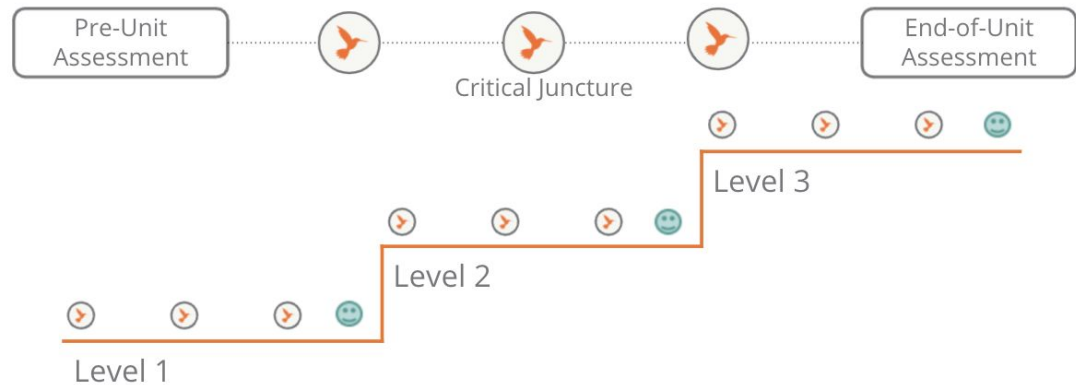 Pre-Unit
Assessment
End-of-Unit
Assessment
Critical Juncture
Level 3
Level 2
Level 1